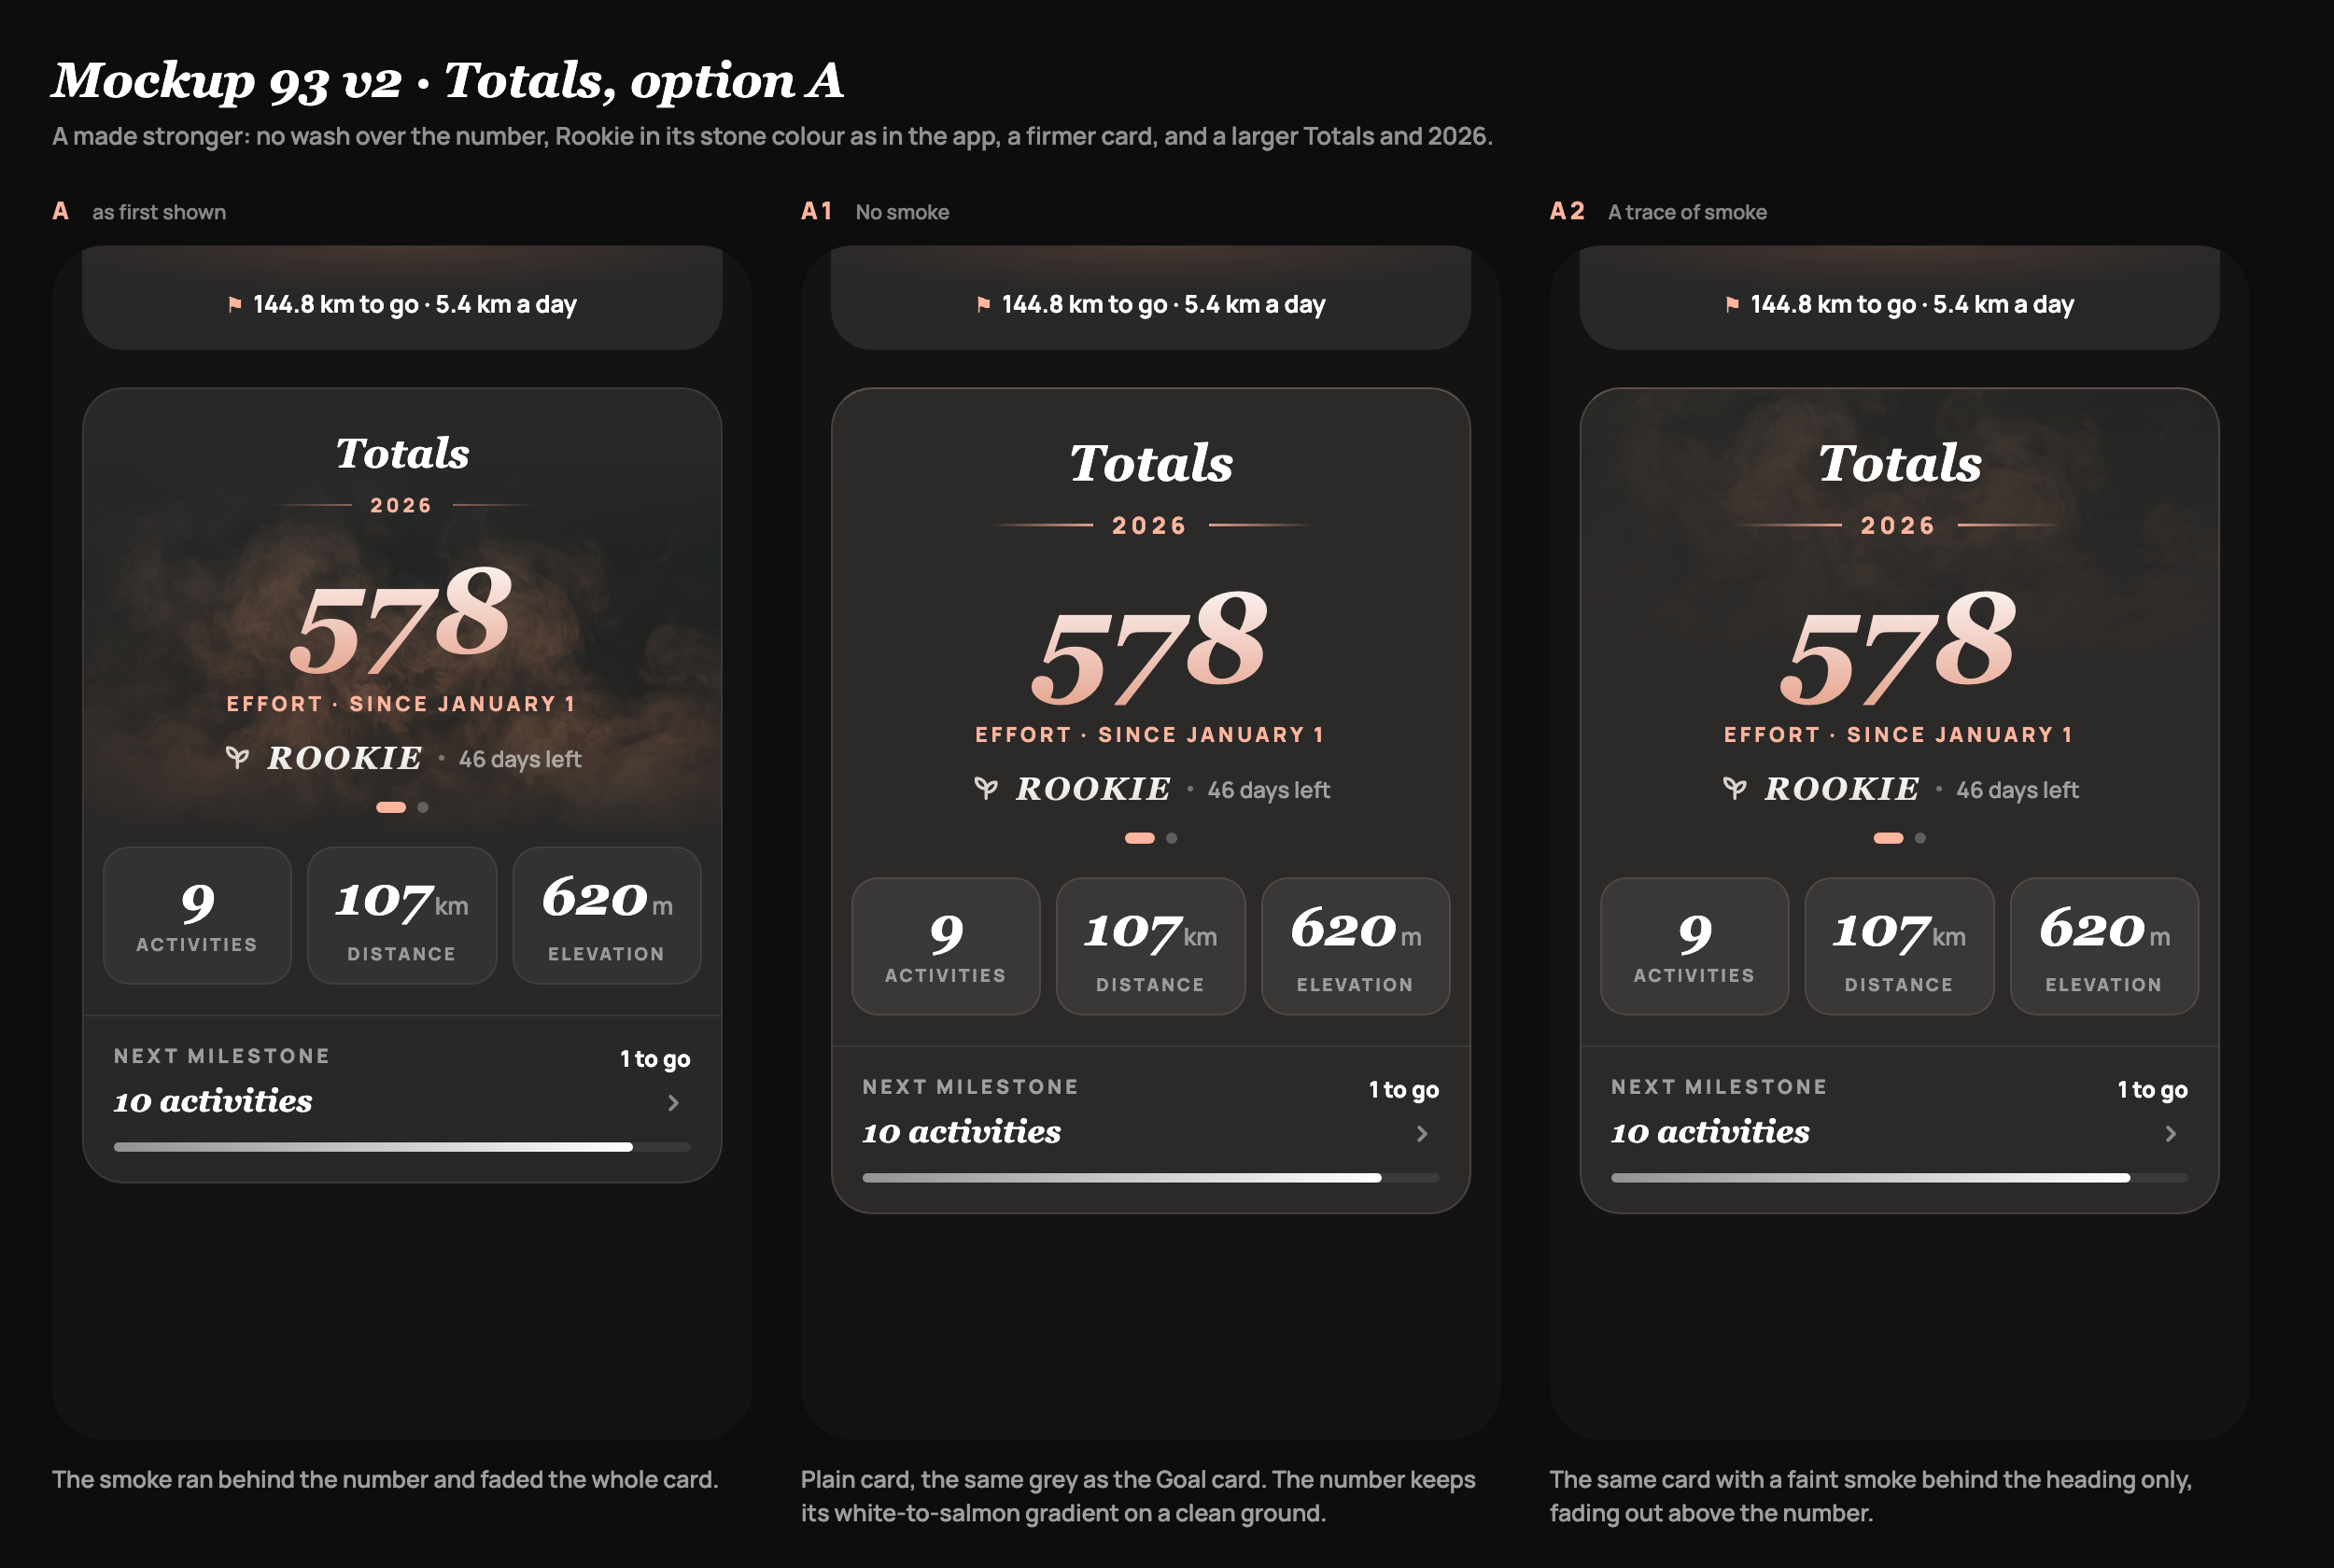 Mockup 93 v2 · Totals, option A
A made stronger: no wash over the number, Rookie in its stone colour as in the app, a firmer card, and a larger Totals and 2026.
A as first shown
144.8 km to go · 5.4 km a day
Totals
2026
578
EFFORT · SINCE JANUARY 1
ROOKIE • 46 days left
9
ACTIVITIES
107 km
DISTANCE
620 m
ELEVATION
NEXT MILESTONE
1 to go
10 activities
The smoke ran behind the number and faded the whole card.
A1 No smoke
144.8 km to go · 5.4 km a day
Totals
2026
578
EFFORT · SINCE JANUARY 1
ROOKIE • 46 days left
9
ACTIVITIES
107 km
DISTANCE
620 m
ELEVATION
NEXT MILESTONE
1 to go
10 activities
Plain card, the same grey as the Goal card. The number keeps
its white-to-salmon gradient on a clean ground.
A2 A trace of smoke
144.8 km to go · 5.4 km a day
Totals
2026
578
EFFORT · SINCE JANUARY 1
ROOKIE • 46 days left
9
ACTIVITIES
107 km
DISTANCE
620 m
ELEVATION
NEXT MILESTONE
1 to go
10 activities
The same card with a faint smoke behind the heading only,
fading out above the number.